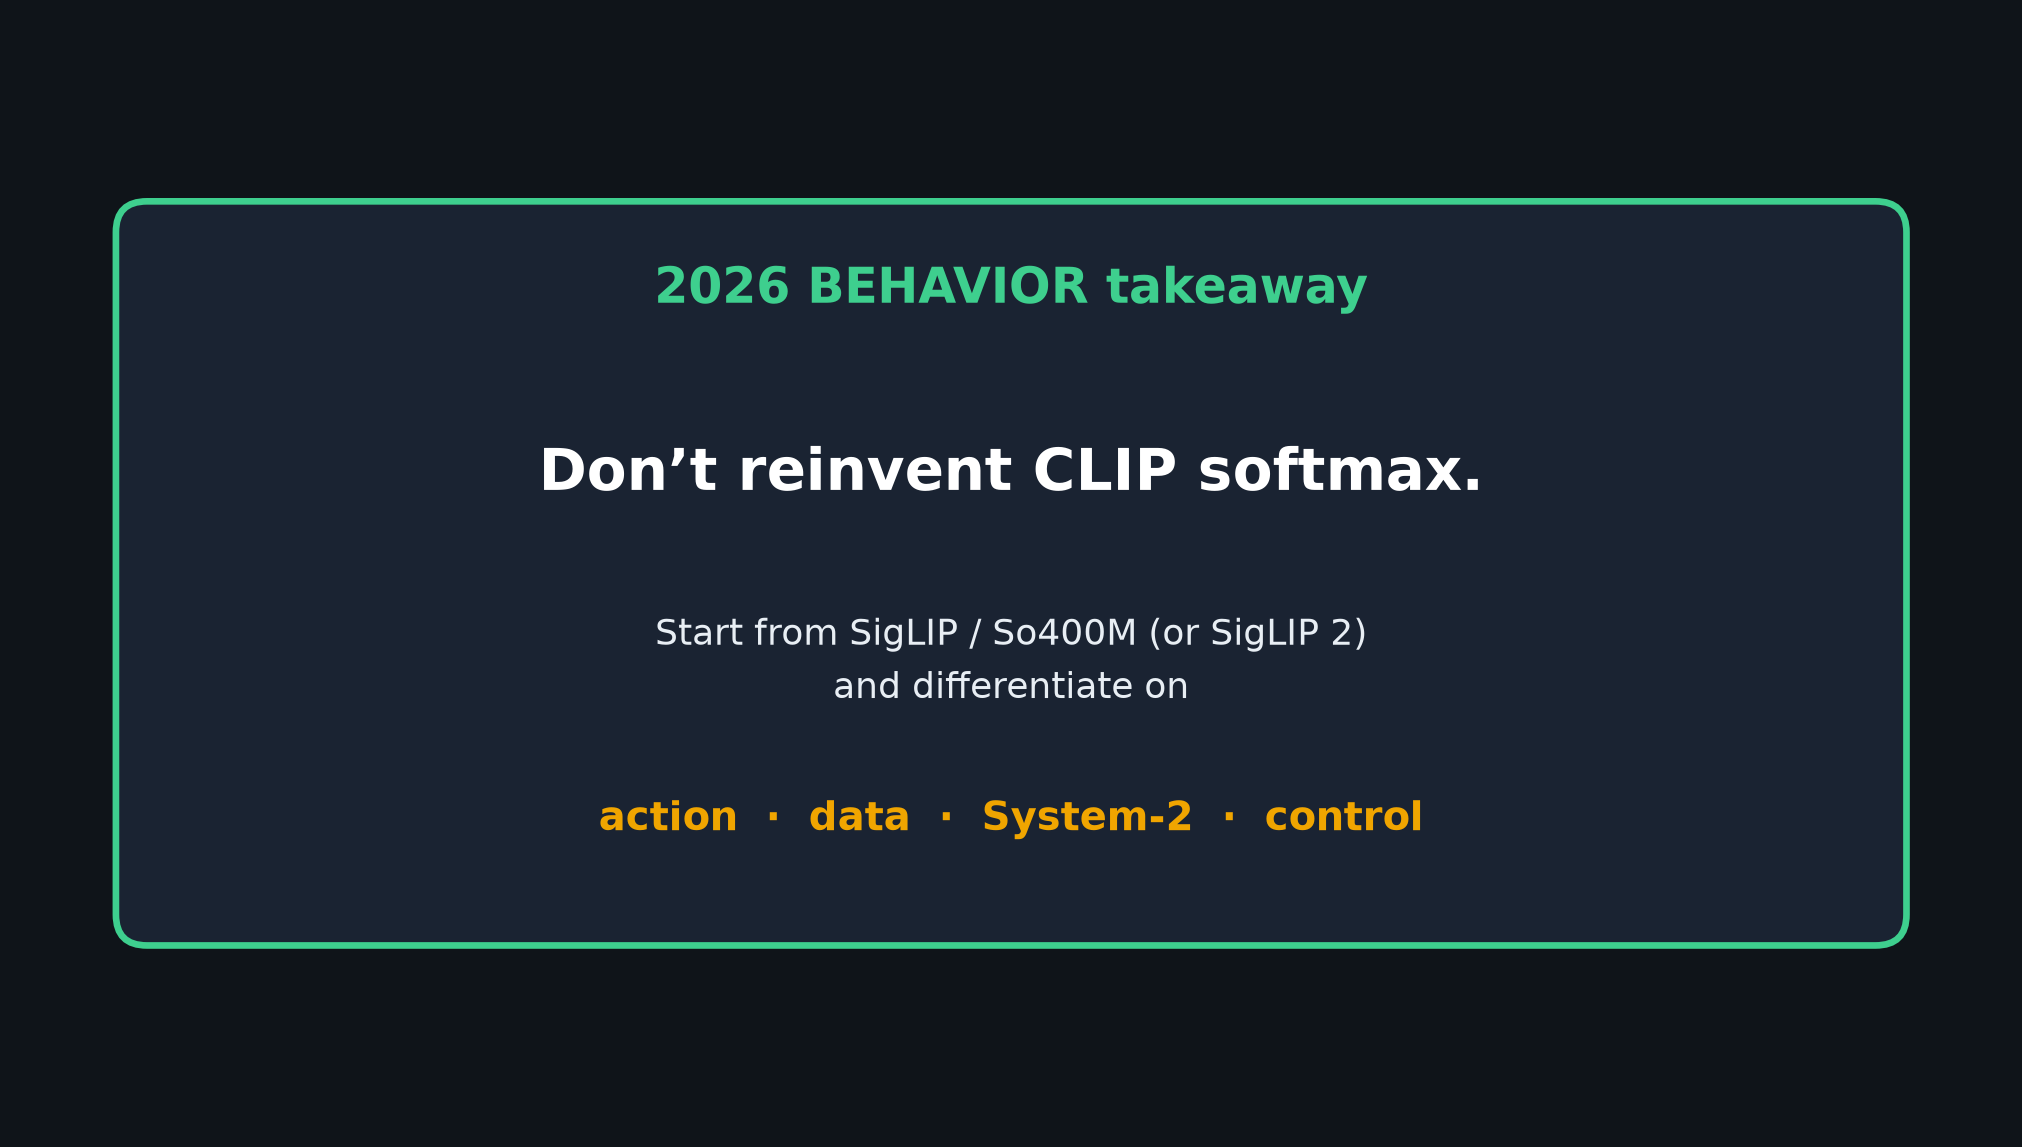 2026 BEHAVIOR takeaway
Don’t reinvent CLIP softmax.
Start from SigLIP / So400M (or SigLIP 2)
and differentiate on
action · data · System-2 · control